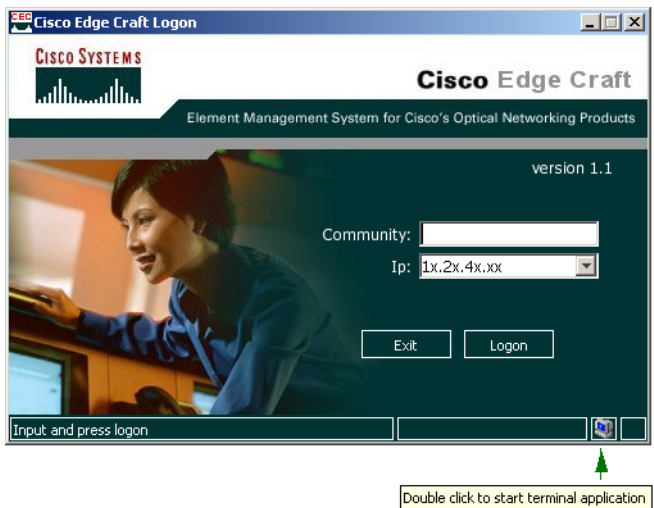 CEC Cisco Edge Craft Logon
CISCO SYSTEMS
Cisco Edge Craft
Element Management System for Cisco's Optical Networking Products
version 1.1
Community:
Ip: 1x.2x.4x.xx
Exit Logon
Input and press logon
Double click to start terminal application